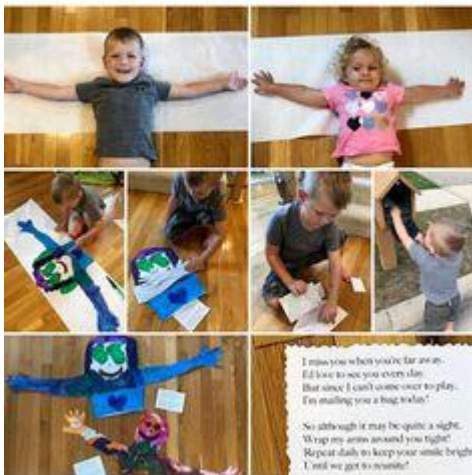 I miss you when you're far away.
I'd love to see you every day.
But since I can't come over to play,
I'm mailing you a hug today!
So although it may be quite a sight,
Wrap my arms around you tight!
Repeat daily to keep your smile bright
Until we get to reunite!